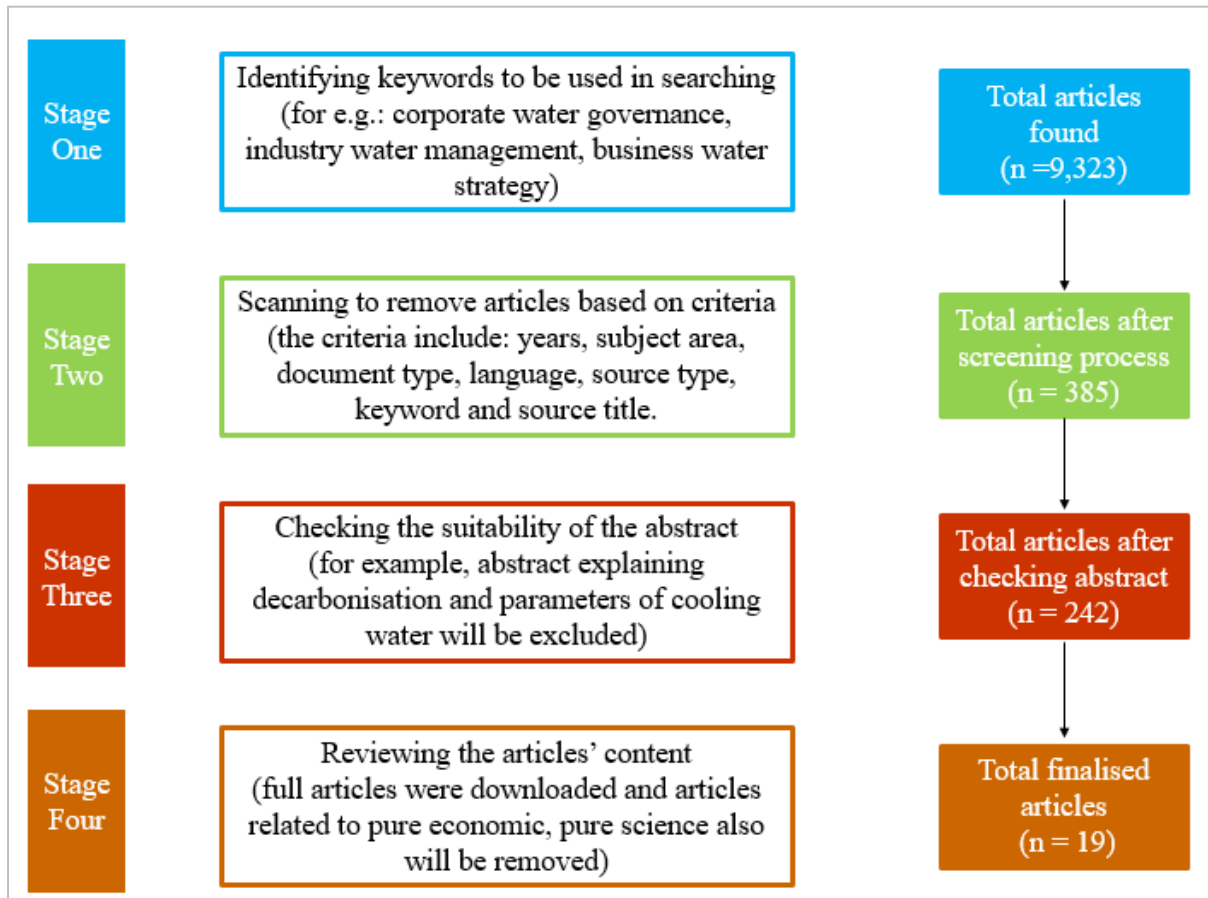 Stage
One
Identifying keywords to be used in searching
(for e.g.: corporate water governance,
industry water management, business water
strategy)
Total articles
found
(n =9,323)
Stage
Two
Scanning to remove articles based on criteria
(the criteria include: years, subject area,
document type, language, source type,
keyword and source title.
Total articles after
screening process
(n = 385)
Stage
Three
Checking the suitability of the abstract
(for example, abstract explaining
decarbonisation and parameters of cooling
water will be excluded)
Total articles after
checking abstract
(n = 242)
Stage
Four
Reviewing the articles’ content
(full articles were downloaded and articles
related to pure economic, pure science also
will be removed)
Total finalised
articles
(n = 19)